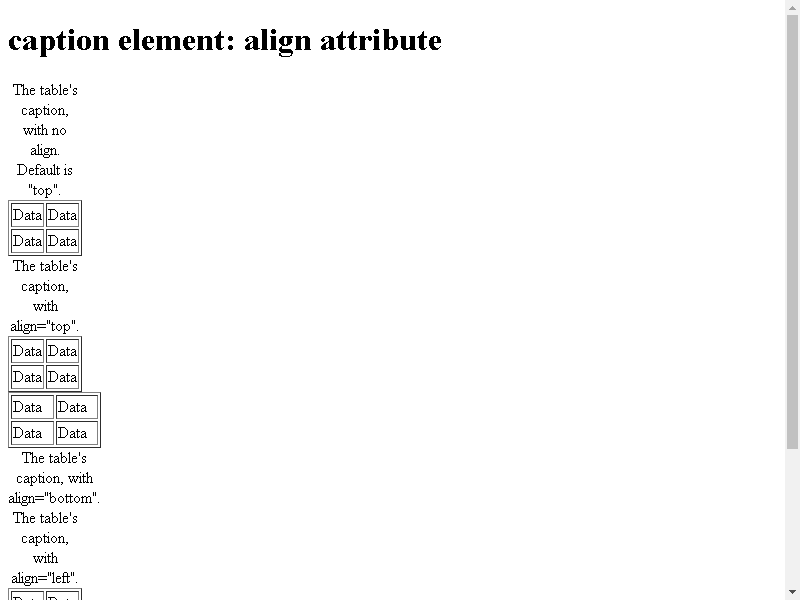 caption element: align attribute
The table's
caption,
with no
align.
Default is
"top".
Data Data
Data Data
The table's
caption,
with
align="top".
Data Data
Data Data
Data Data
Data Data
The table's
caption, with
align="bottom".
The table's
caption,
with
align="left".
Data Data